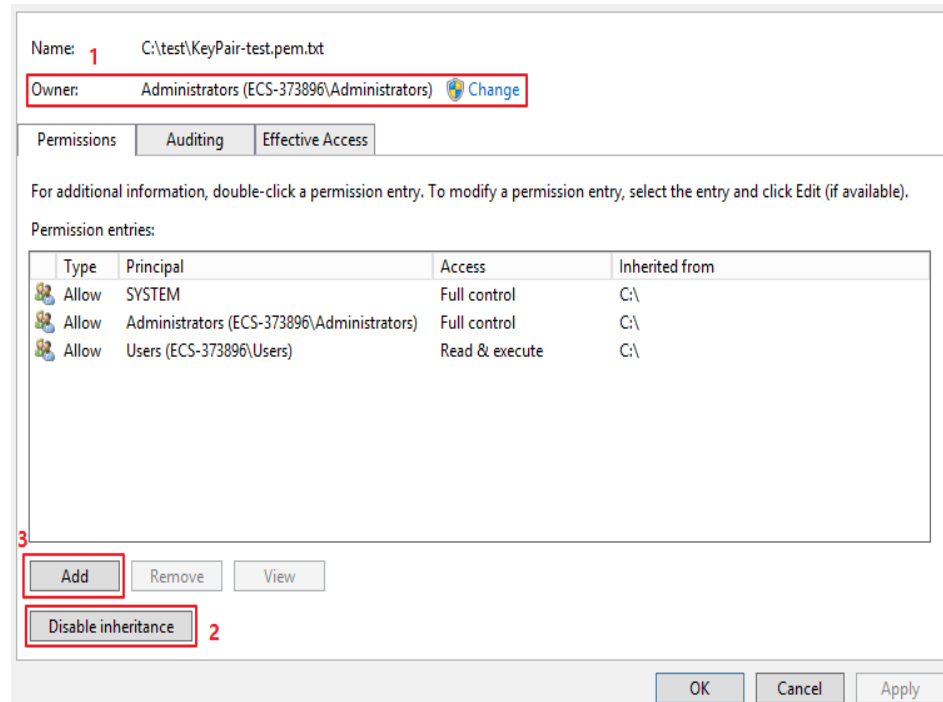 Name: 1 C:\test\KeyPair-test.pem.txt
Owner: Administrators (ECS-373896\Administrators) Change
Permissions Auditing Effective Access
For additional information, double-click a permission entry. To modify a permission entry, select the entry and click Edit (if available).
Permission entries:
Type Principal Access Inherited from
Allow SYSTEM Full control C:\
Allow Administrators (ECS-373896\Administrators) Full control C:\
Allow Users (ECS-373896\Users) Read & execute C:\
3
Add Remove View
Disable inheritance 2
OK Cancel Apply